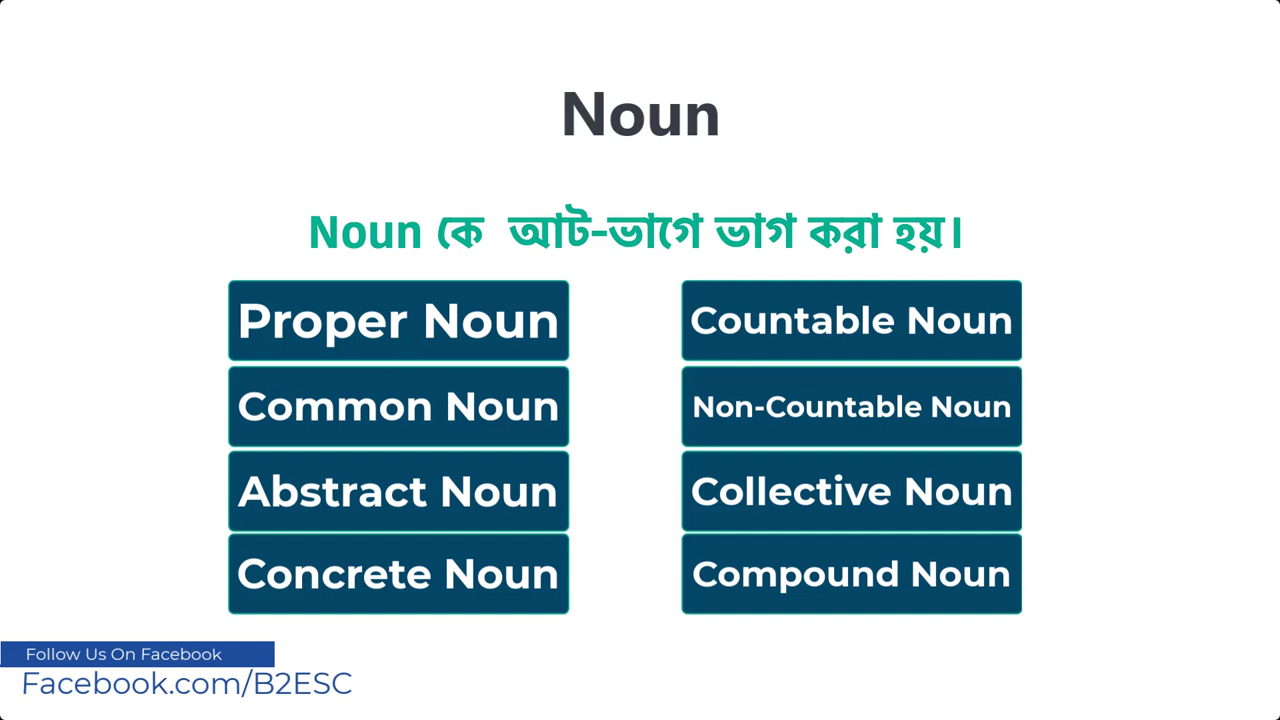 Noun
Noun কে আট-ভাগে ভাগ করা হয়।
Proper Noun
Common Noun
Abstract Noun
Concrete Noun
Countable Noun
Non-Countable Noun
Collective Noun
Compound Noun
Follow Us On Facebook
Facebook.com/B2ESC